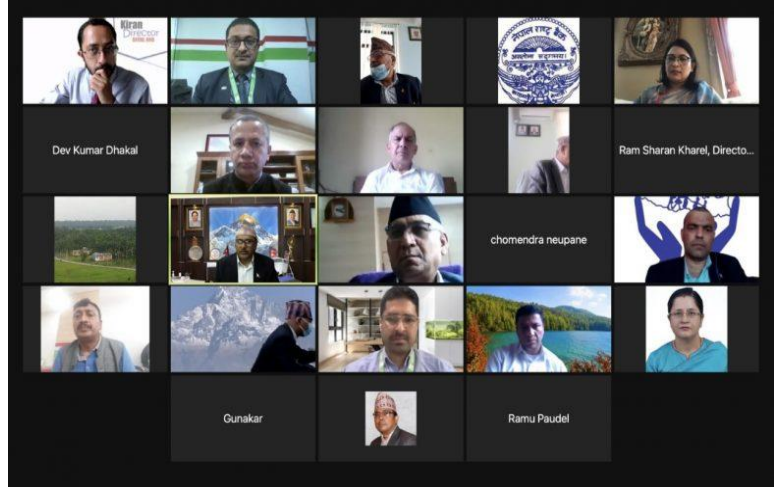 Kiran
Director
नेपाल राष्ट्र बैंक
Dev Kumar Dhakal
Ram Sharan Kharel, Directo...
chomendra neupane
Gunakar
Ramu Paudel